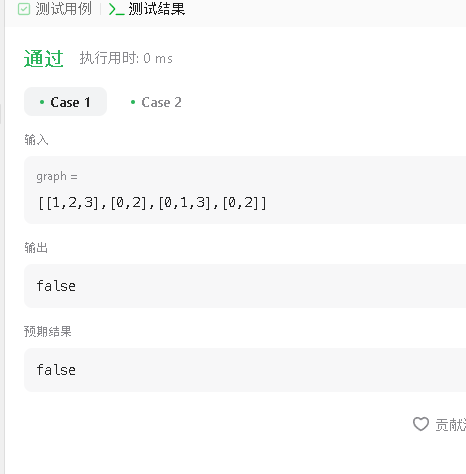 测试用例 测试结果
通过 执行用时: 0 ms
Case 1 Case 2
输入
graph =
[[1,2,3],[0,2],[0,1,3],[0,2]]
输出
false
预期结果
false
贡献